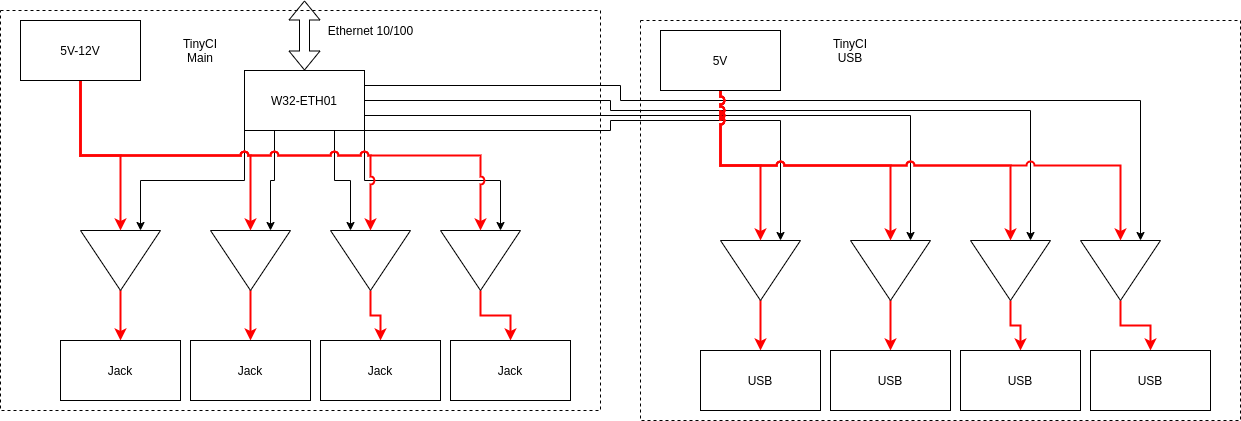 Ethernet 10/100
5V-12V
TinyCI
Main
W32-ETH01
Jack
Jack
Jack
Jack
5V
TinyCI
USB
USB
USB
USB
USB